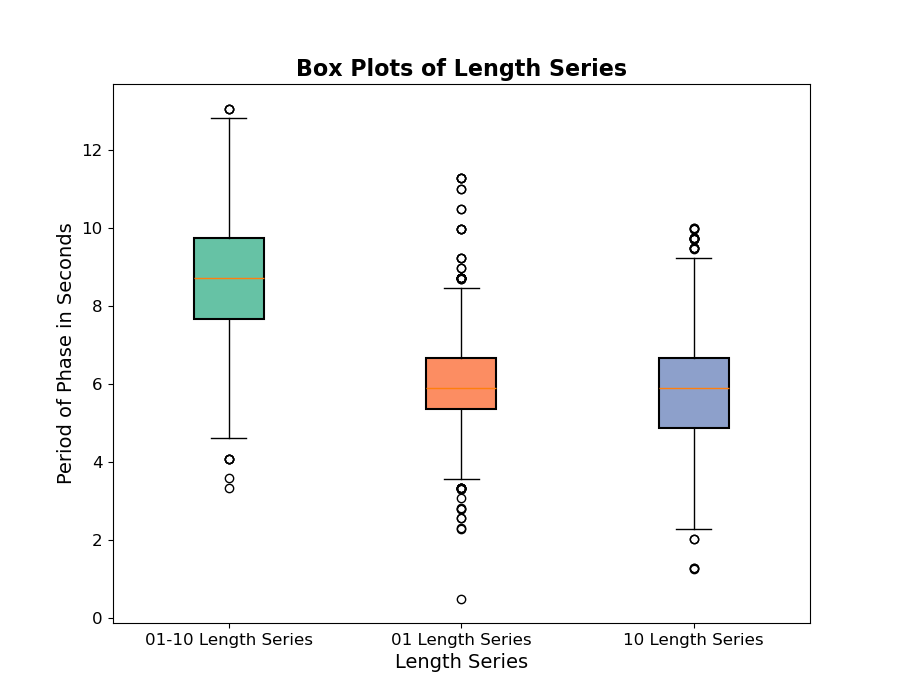 Box Plots of Length Series
Period of Phase in Seconds
12
10
8
6
4
2
0
01-10 Length Series
01 Length Series
10 Length Series
Length Series